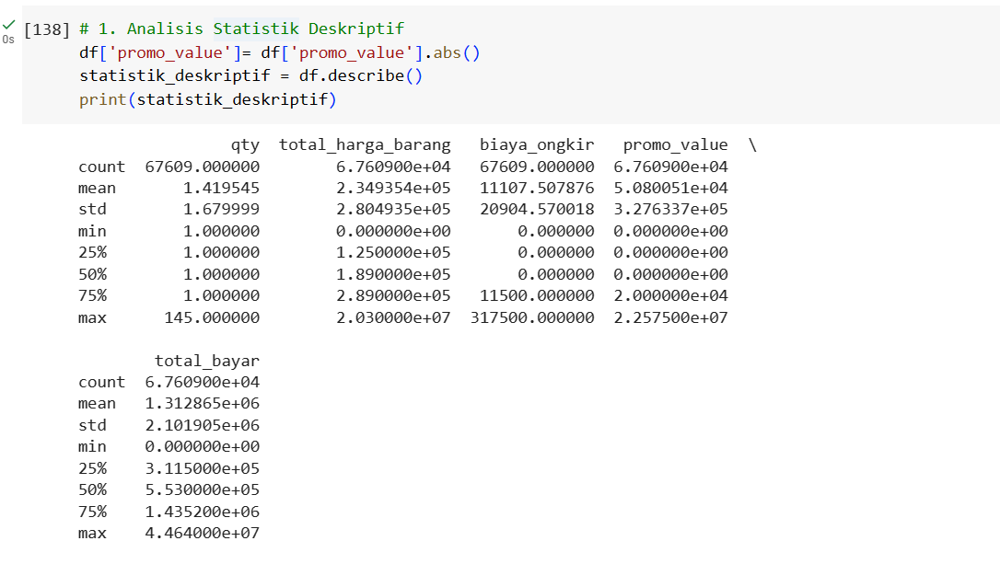 [138] # 1. Analisis Statistik Deskriptif
0s
df['promo_value']= df['promo_value'].abs()
statistik_deskriptif = df.describe()
print(statistik_deskriptif)
qty total_harga_barang biaya_ongkir promo_value \
count 67609.000000 6.760900e+04 67609.000000 6.760900e+04
mean 1.419545 2.349354e+05 11107.507876 5.080051e+04
std 1.679999 2.804935e+05 20904.570018 3.276337e+05
min 1.000000 0.000000e+00 0.000000 0.000000e+00
25% 1.000000 1.250000e+05 0.000000 0.000000e+00
50% 1.000000 1.890000e+05 0.000000 0.000000e+00
75% 1.000000 2.890000e+05 11500.000000 2.000000e+04
max 145.000000 2.030000e+07 317500.000000 2.257500e+07
total_bayar
count 6.760900e+04
mean 1.312865e+06
std 2.101905e+06
min 0.000000e+00
25% 3.115000e+05
50% 5.530000e+05
75% 1.435200e+06
max 4.464000e+07